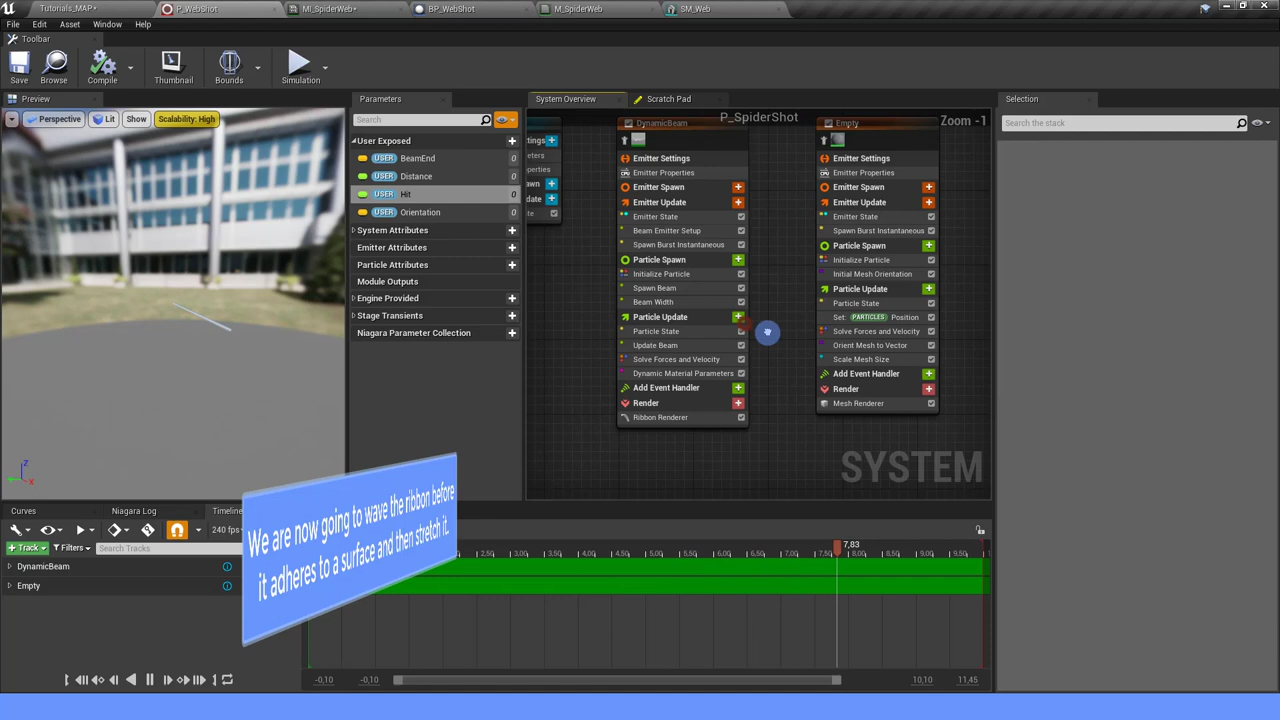 Tutorials_MAP*
P_WebShot
MI_SpiderWeb*
BP_WebShot
M_SpiderWeb
SM_Web
File Edit Asset Window Help
Toolbar
Save
Browse
Compile
Thumbnail
Bounds
Simulation
Preview
Perspective
Lit
Show
Scalability: High
Parameters
Search
User Exposed
USER BeamEnd 0
USER Distance 0
USER Hit 0
USER Orientation 0
System Attributes
Emitter Attributes
Particle Attributes
Module Outputs
Engine Provided
Stage Transients
Niagara Parameter Collection
System Overview
Scratch Pad
P_SpiderShot
Zoom -1
DynamicBeam
Emitter Settings
Emitter Properties
Emitter Spawn
Emitter Update
Emitter State
Beam Emitter Setup
Spawn Burst Instantaneous
Particle Spawn
Initialize Particle
Spawn Beam
Beam Width
Particle Update
Particle State
Update Beam
Solve Forces and Velocity
Dynamic Material Parameters
Add Event Handler
Render
Ribbon Renderer
Empty
Emitter Settings
Emitter Properties
Emitter Spawn
Emitter Update
Emitter State
Spawn Burst Instantaneous
Particle Spawn
Initialize Particle
Initial Mesh Orientation
Particle Update
Particle State
Set: PARTICLES Position
Solve Forces and Velocity
Orient Mesh to Vector
Scale Mesh Size
Add Event Handler
Render
Mesh Renderer
SYSTEM
Selection
Search the stack
Z
X
Curves
Niagara Log
Timeline
240 fps
Track
Filters
Search Tracks
DynamicBeam
Empty
7,83
2,50 3,00 3,50 4,00 4,50 5,00 5,50 6,00 6,50 7,00 7,50 8,00 8,50 9,00 9,50
-0,10 -0,10 10,10 11,45
We are now going to wave the ribbon before
it adheres to a surface and then stretch it.